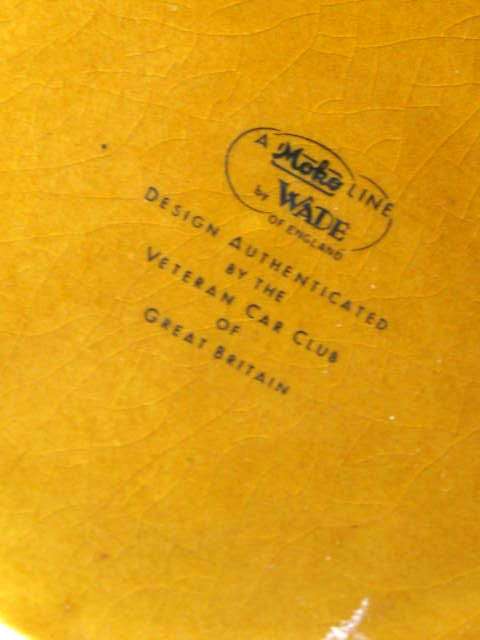 A Moko LINE
by WADE
OF ENGLAND
DESIGN AUTHENTICATED
BY THE
VETERAN CAR CLUB
OF
GREAT BRITAIN